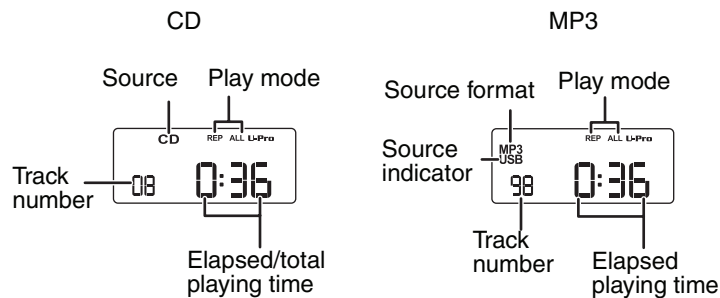 CD
Source
Play mode
CD
REP ALL U-Pro
Track
number
08
0:36
Elapsed/total
playing time
MP3
Source format
Play mode
MP3
USB
REP ALL U-Pro
Source
indicator
98
0:36
Track
number
Elapsed
playing time